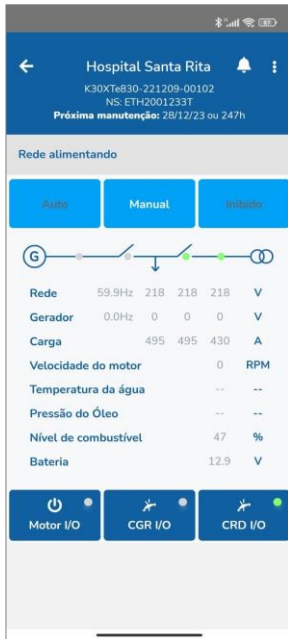 Hospital Santa Rita
K30XTe830-221209-00102
NS: ETH2001233T
Próxima manutenção: 28/12/23 ou 247h
Rede alimentando
Auto Manual Inibido
G
Rede 59.9Hz 218 218 218 V
Gerador 0.0Hz 0 0 0 V
Carga 495 495 430 A
Velocidade do motor 0 RPM
Temperatura da água -- --
Pressão do Óleo -- --
Nível de combustível 47 %
Bateria 12.9 V
Motor I/O CGR I/O CRD I/O